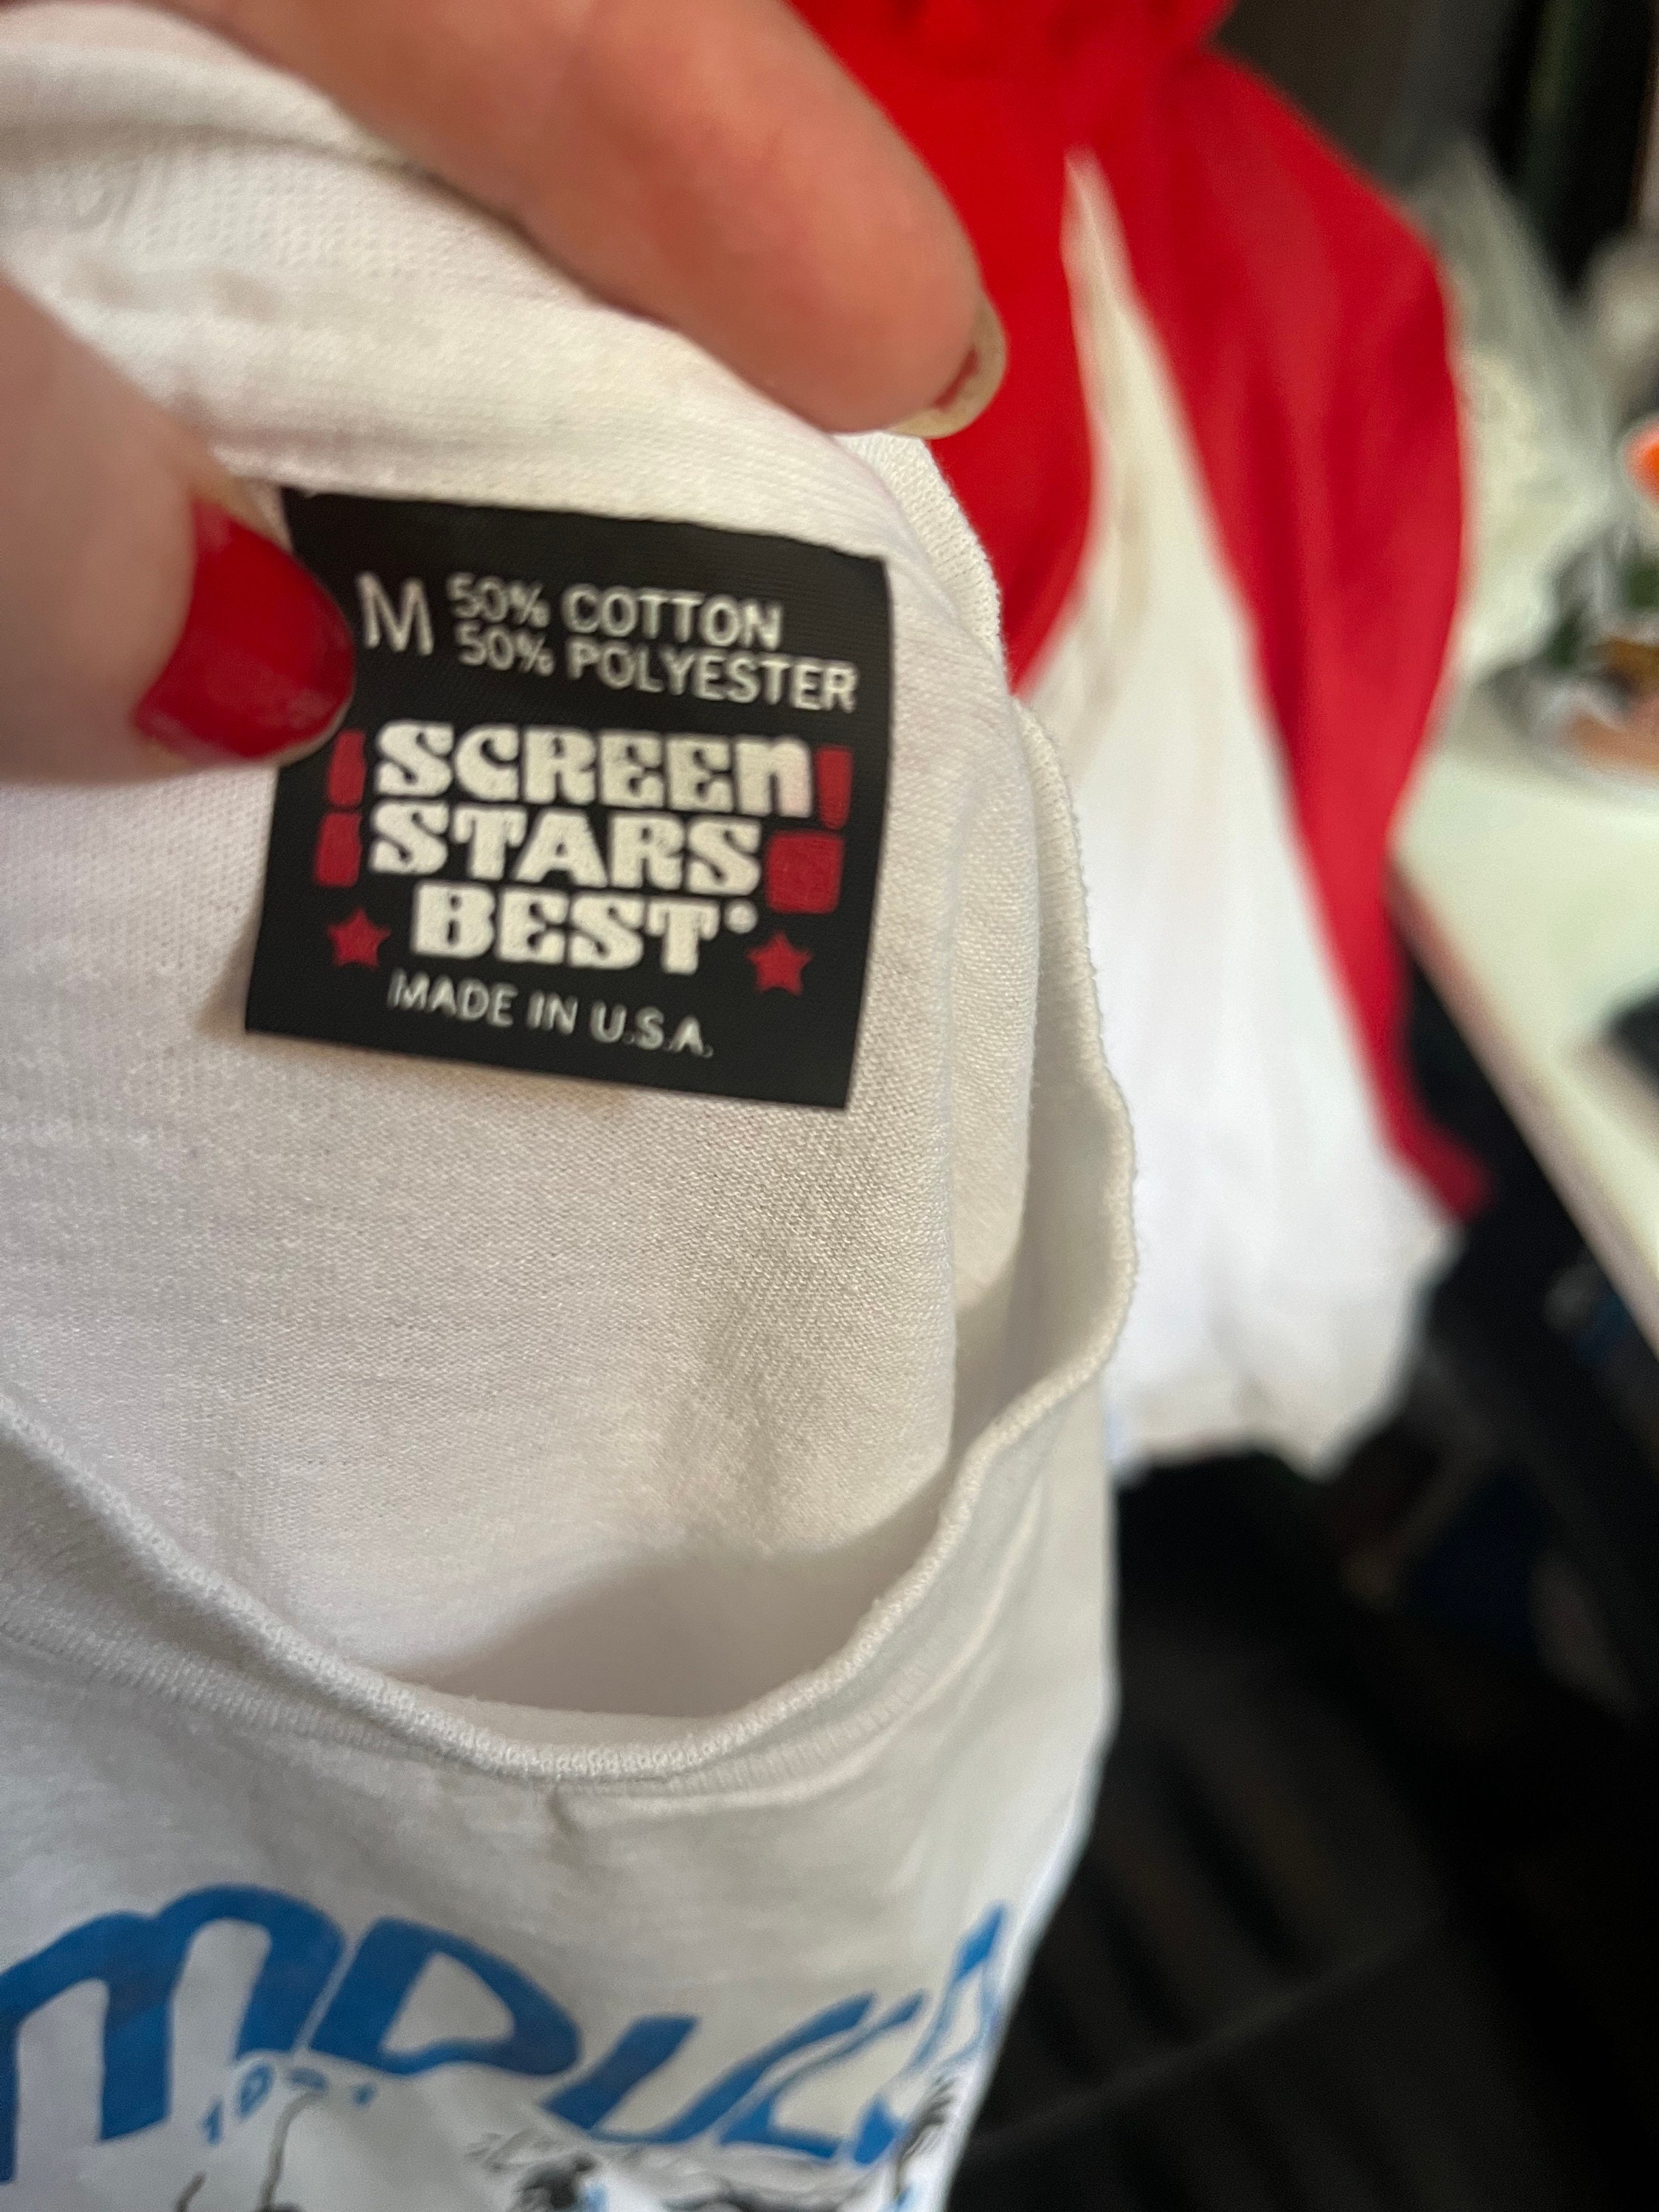 M 50% COTTON
50% POLYESTER
SCREEN
STARS
BEST®
MADE IN U.S.A.